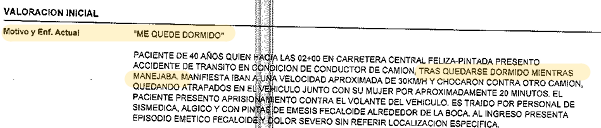 VALORACION INICIAL
Motivo y Enf. Actual "ME QUEDE DORMIDO"
PACIENTE DE 40 AÑOS QUIEN HACIA LAS 02+00 EN CARRETERA CENTRAL FELIZ-PINTADA PRESENTO
ACCIDENTE DE TRANSITO EN CONDICION DE CONDUCTOR DE CAMION, TRAS QUEDARSE DORMIDO MIENTRAS
MANEJABA. MANIFIESTA IBAN A UNA VELOCIDAD APROXIMADA DE 30KM/H Y CHOCARON CONTRA OTRO CAMION,
QUEDANDO ATRAPADOS EN EL VEHICULO JUNTO CON SU MUJER POR APROXIMADAMENTE 20 MINUTOS. EL
PACIENTE PRESENTO APRISIONAMIENTO CONTRA EL VOLANTE DEL VEHICULO. ES TRAIDO POR PERSONAL DE
SISMEDICA, ALGICO Y CON PINTAS DE EMESIS FECALOIDE ALREDEDOR DE LA BOCA. AL INGRESO PRESENTA
EPISODIO EMETICO FECALOIDE Y DOLOR SEVERO SIN REFERIR LOCALIZACION ESPECIFICA.